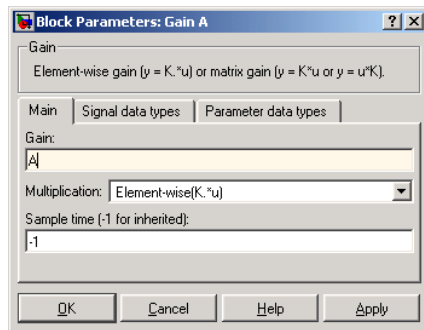 Block Parameters: Gain A
Gain
Element-wise gain (y = K.*u) or matrix gain (y = K*u or y = u*K).
Main Signal data types Parameter data types
Gain:
A
Multiplication: Element-wise(K.*u)
Sample time (-1 for inherited):
-1
OK Cancel Help Apply